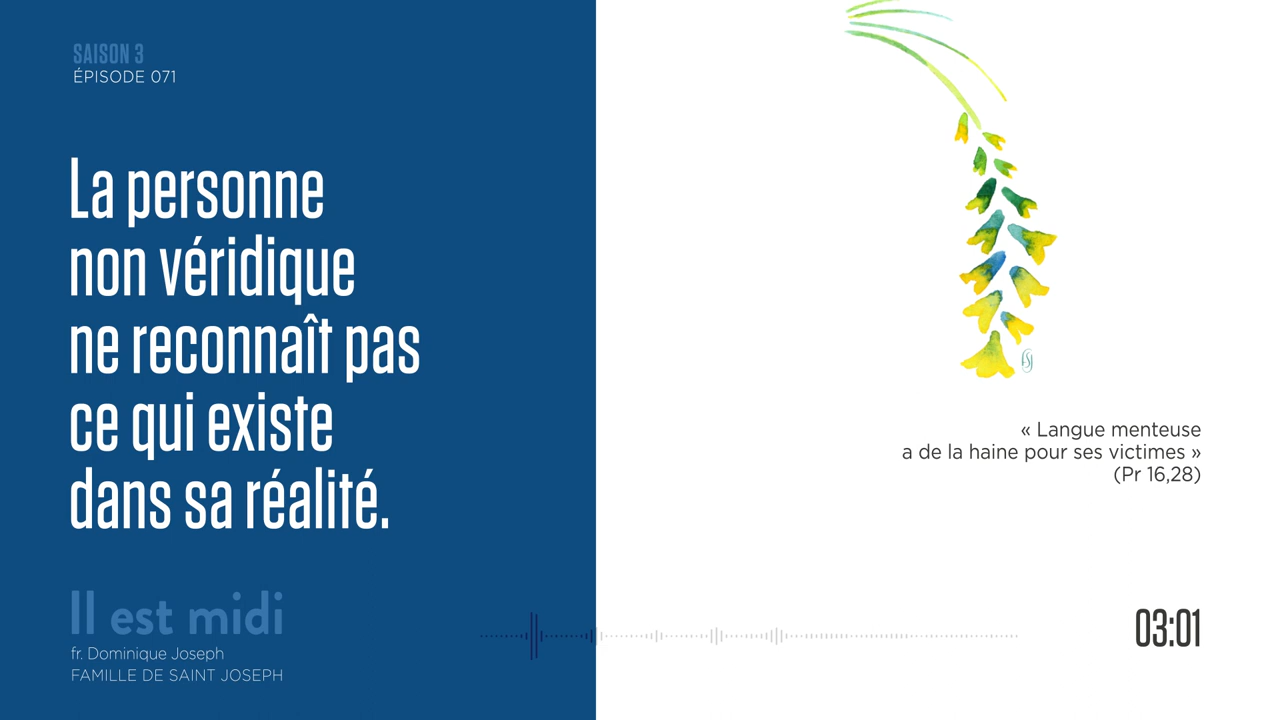 SAISON 3
ÉPISODE 071
La personne
non véridique
ne reconnaît pas
ce qui existe
dans sa réalité.
Il est midi
fr. Dominique Joseph
FAMILLE DE SAINT JOSEPH
« Langue menteuse
a de la haine pour ses victimes »
(Pr 16,28)
03:01